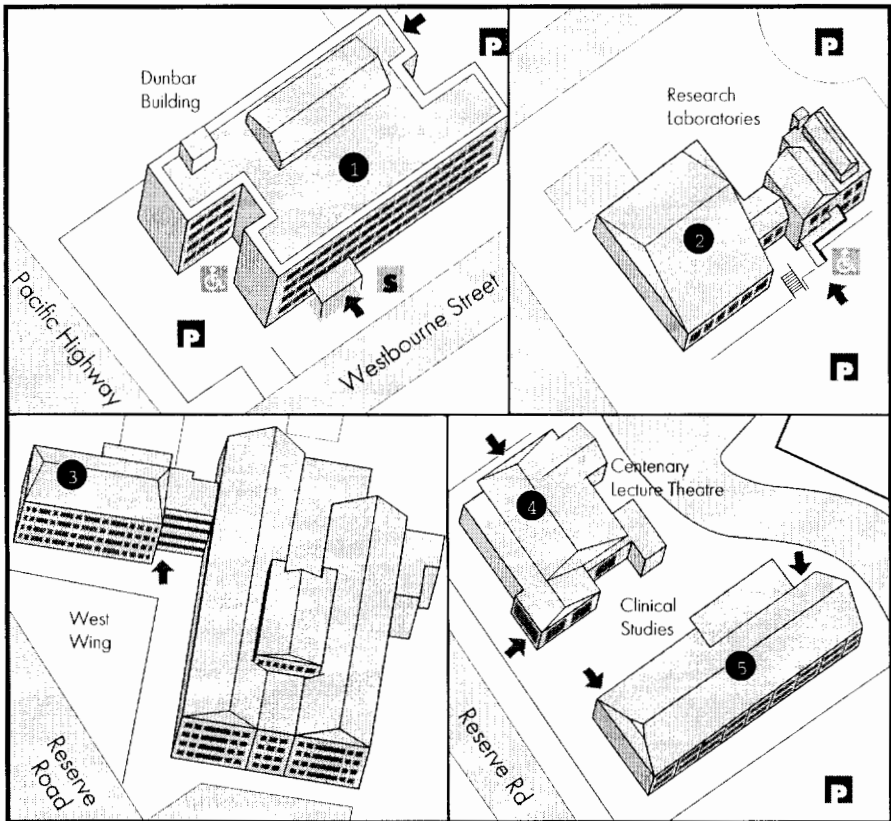 P
Dunbar
Building
1
S
P
Pacific Highway
Westbourne Street
P
Research
Laboratories
2
P
3
West
Wing
Reserve
Road
4
Centenary
Lecture Theatre
Clinical
Studies
5
Reserve Rd
P